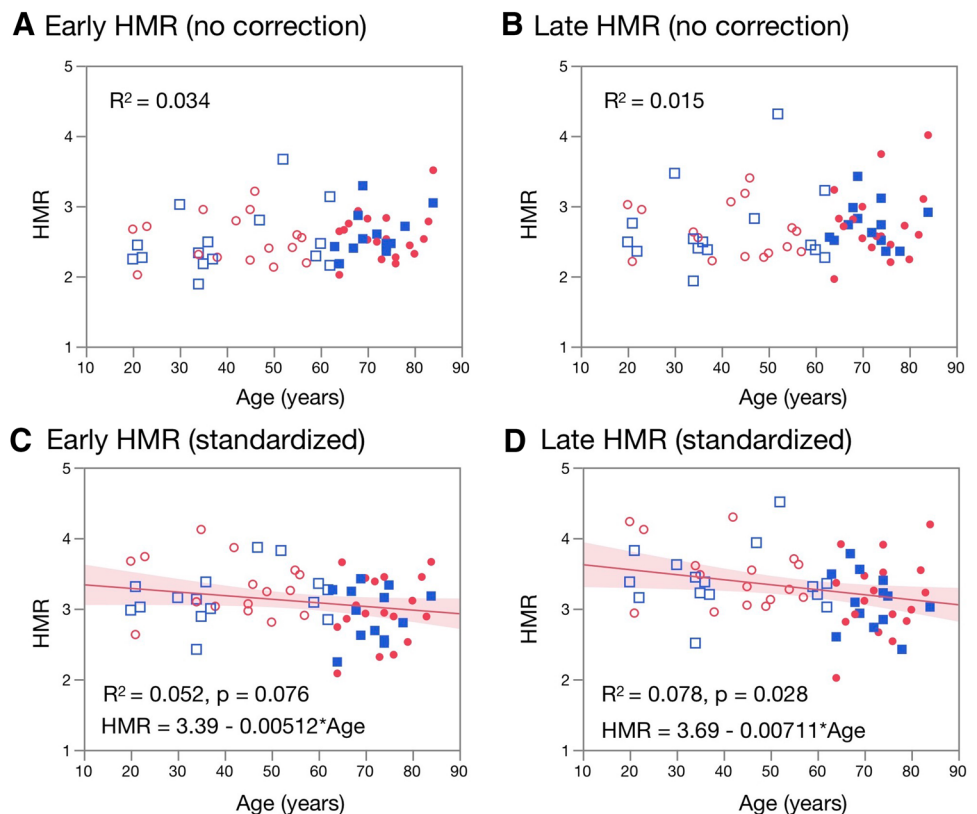 A Early HMR (no correction)
5
4
3
2
1
HMR
R² = 0.034
10 20 30 40 50 60 70 80 90
Age (years)
B Late HMR (no correction)
5
4
3
2
1
HMR
R² = 0.015
10 20 30 40 50 60 70 80 90
Age (years)
C Early HMR (standardized)
5
4
3
2
1
HMR
R² = 0.052, p = 0.076
HMR = 3.39 - 0.00512*Age
10 20 30 40 50 60 70 80 90
Age (years)
D Late HMR (standardized)
5
4
3
2
1
HMR
R² = 0.078, p = 0.028
HMR = 3.69 - 0.00711*Age
10 20 30 40 50 60 70 80 90
Age (years)